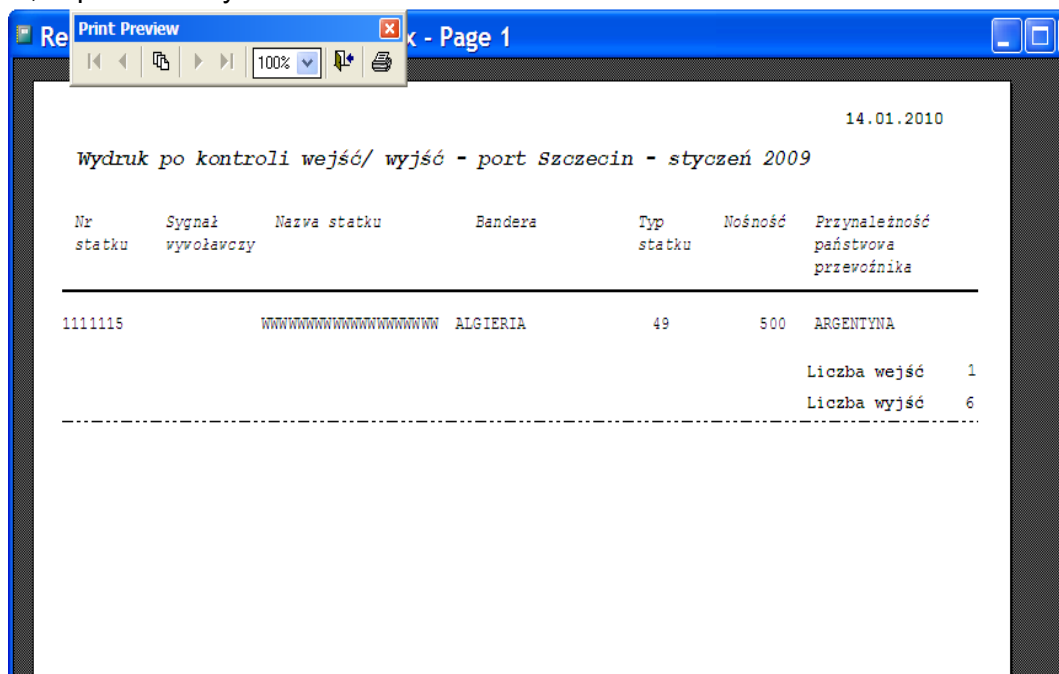 Re
Print Preview
x - Page 1
100%
14.01.2010
Wydruk po kontroli wejść/ wyjść - port Szczecin - styczeń 2009
Nr Sygnał Nazwa statku Bandera Typ Nośność Przynależność
statku wywoławczy statku państwowa
przewoźnika
1111115 WWWWWWWWWWWWWWWWWWWW ALGIERIA 49 500 ARGENTYNA
Liczba wejść 1
Liczba wyjść 6